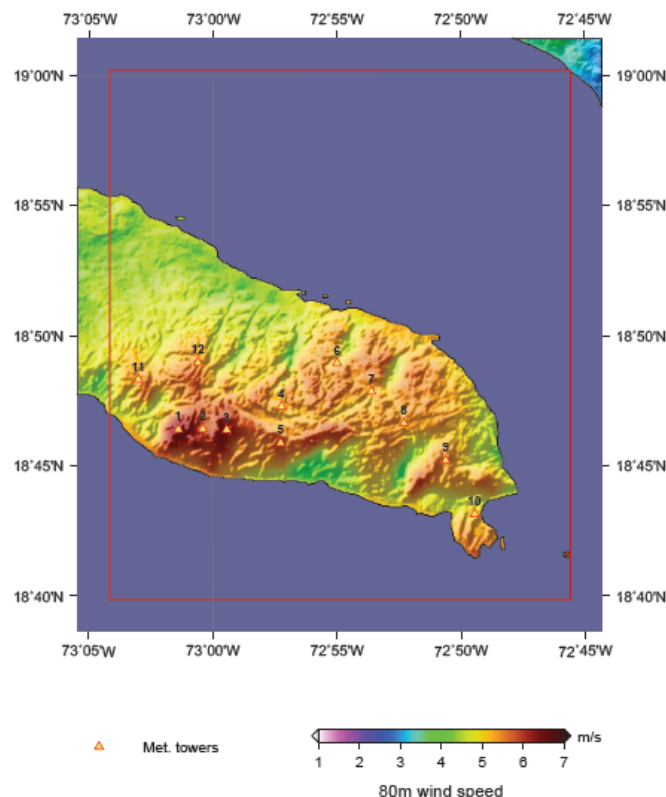 73˚05'W 73˚00'W 72˚55'W 72˚50'W 72˚45'W
19˚00'N 19˚00'N
18˚55'N 18˚55'N
18˚50'N 18˚50'N
12 6
11 7
4
1 2 3 8
5
18˚45'N 9 18˚45'N
10
18˚40'N 18˚40'N
73˚05'W 73˚00'W 72˚55'W 72˚50'W 72˚45'W
Met. towers m/s
1 2 3 4 5 6 7
80m wind speed